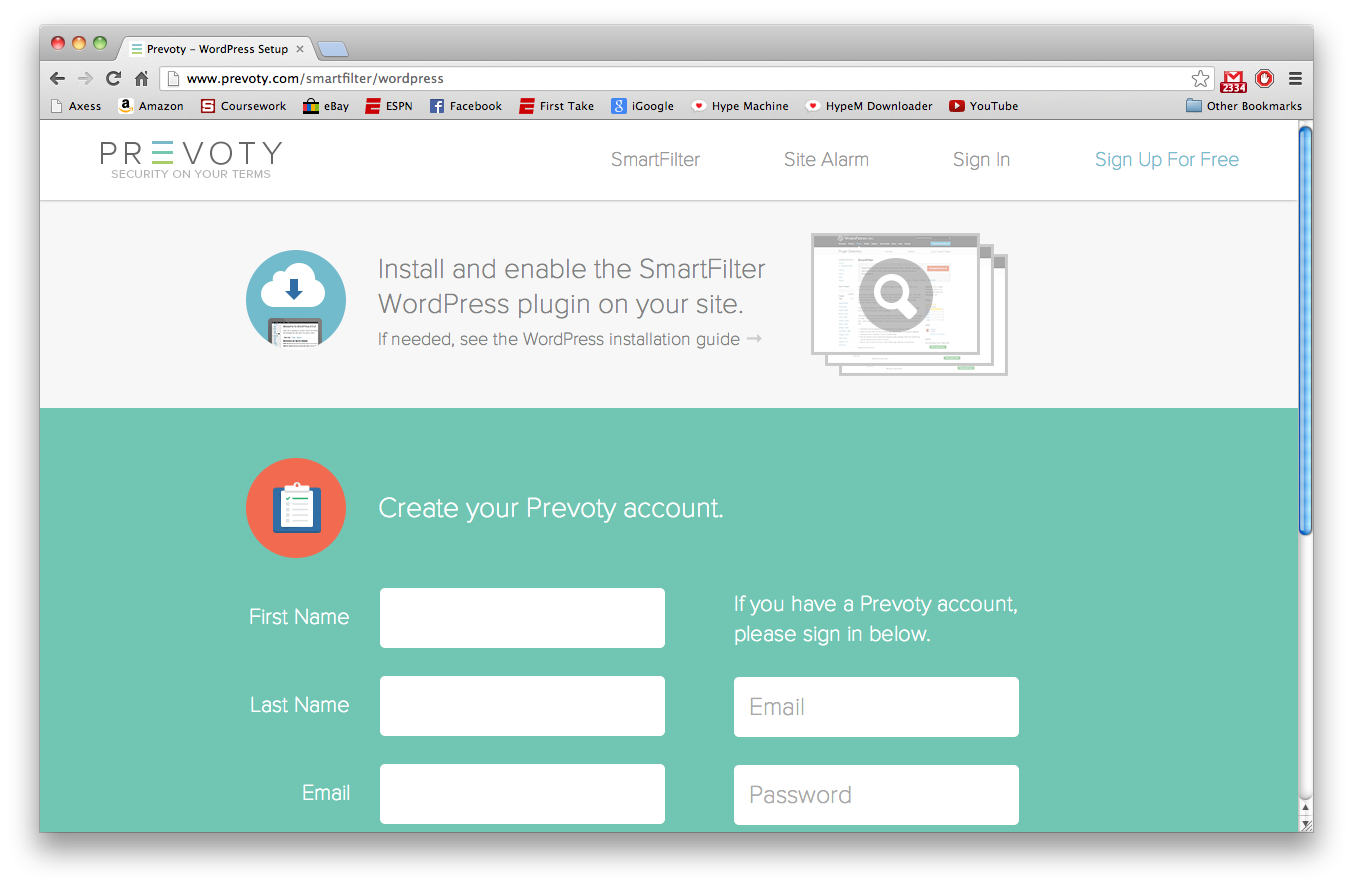 Prevoty – WordPress Setup
www.prevoty.com/smartfilter/wordpress
2334
Axess
Amazon
Coursework
eBay
ESPN
Facebook
First Take
iGoogle
Hype Machine
HypeM Downloader
YouTube
Other Bookmarks
PREVOTY
SECURITY ON YOUR TERMS
SmartFilter
Site Alarm
Sign In
Sign Up For Free
Install and enable the SmartFilter
WordPress plugin on your site.
If needed, see the WordPress installation guide →
Create your Prevoty account.
First Name
If you have a Prevoty account,
please sign in below.
Last Name
Email
Email
Password